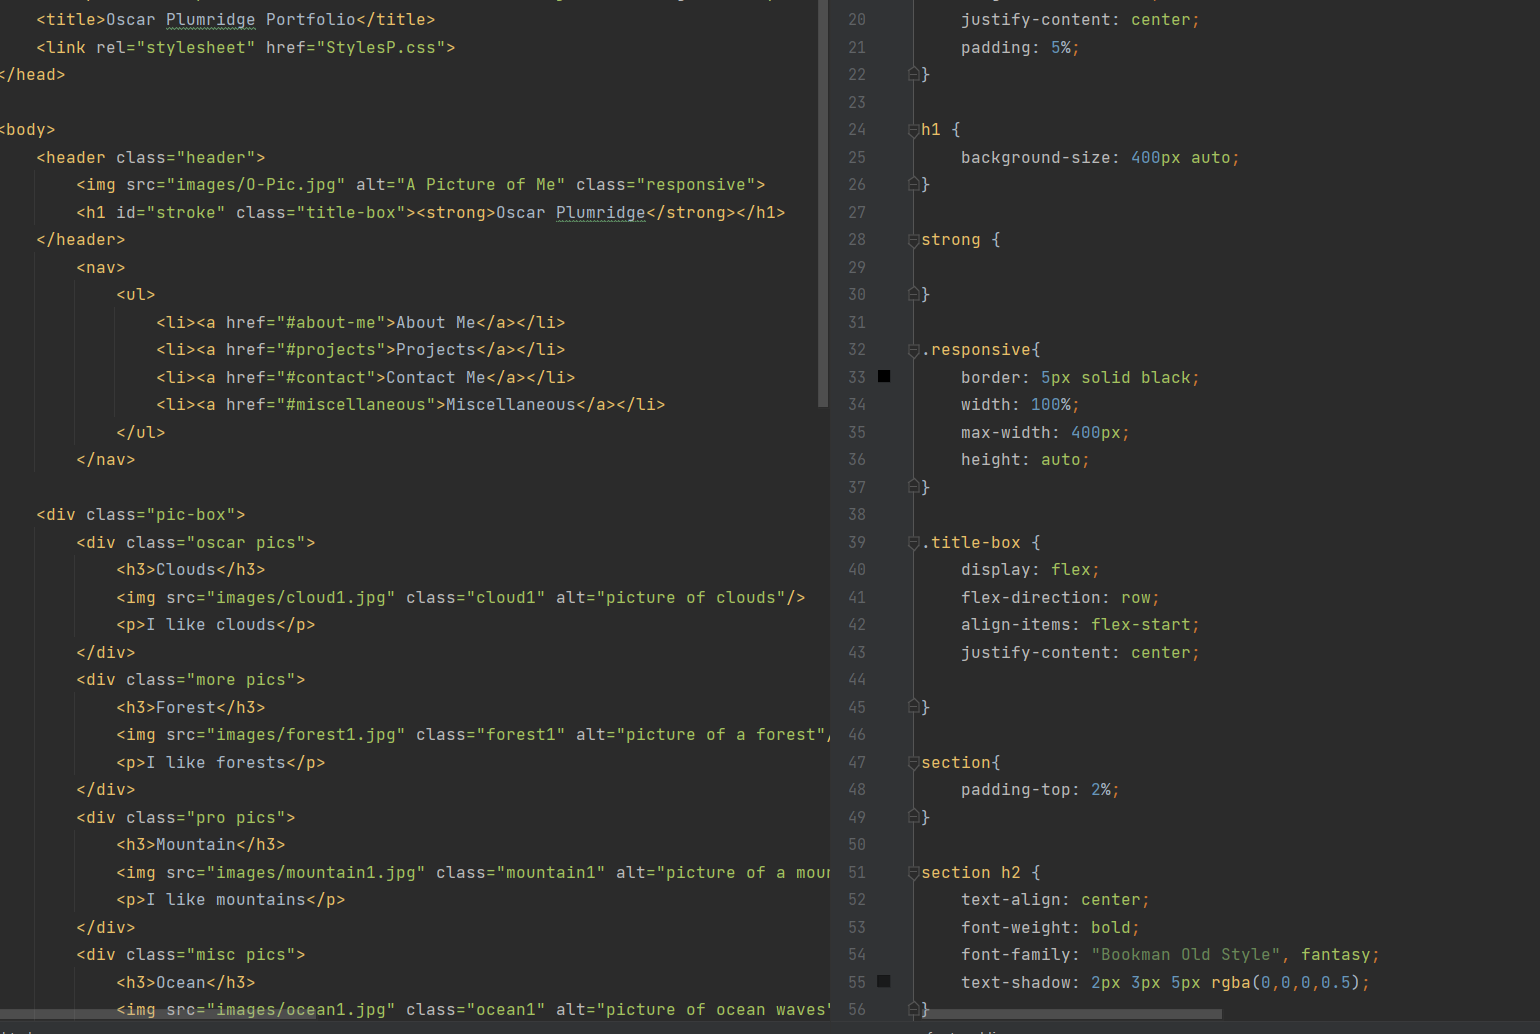 <title>Oscar Plumridge Portfolio</title>
    <link rel="stylesheet" href="StylesP.css">
</head>

<body>
    <header class="header">
        <img src="images/O-Pic.jpg" alt="A Picture of Me" class="responsive">
        <h1 id="stroke" class="title-box"><strong>Oscar Plumridge</strong></h1>
    </header>
        <nav>
            <ul>
                <li><a href="#about-me">About Me</a></li>
                <li><a href="#projects">Projects</a></li>
                <li><a href="#contact">Contact Me</a></li>
                <li><a href="#miscellaneous">Miscellaneous</a></li>
            </ul>
        </nav>

    <div class="pic-box">
        <div class="oscar pics">
            <h3>Clouds</h3>
            <img src="images/cloud1.jpg" class="cloud1" alt="picture of clouds"/>
            <p>I like clouds</p>
        </div>
        <div class="more pics">
            <h3>Forest</h3>
            <img src="images/forest1.jpg" class="forest1" alt="picture of a forest"/
            <p>I like forests</p>
        </div>
        <div class="pro pics">
            <h3>Mountain</h3>
            <img src="images/mountain1.jpg" class="mountain1" alt="picture of a
            <p>I like mountains</p>
        </div>
        <div class="misc pics">
            <h3>Ocean</h3>
            <img src="images/ocean1.jpg" class="ocean1" alt="picture of ocean waves"
20     justify-content: center;
21     padding: 5%;
22 }
23
24 h1 {
25     background-size: 400px auto;
26 }
27
28 strong {
29
30 }
31
32 .responsive{
33     border: 5px solid black;
34     width: 100%;
35     max-width: 400px;
36     height: auto;
37 }
38
39 .title-box {
40     display: flex;
41     flex-direction: row;
42     align-items: flex-start;
43     justify-content: center;
44
45 }
46
47 section{
48     padding-top: 2%;
49 }
50
51 section h2 {
52     text-align: center;
53     font-weight: bold;
54     font-family: "Bookman Old Style", fantasy;
55     text-shadow: 2px 3px 5px rgba(0,0,0,0.5);
56 }